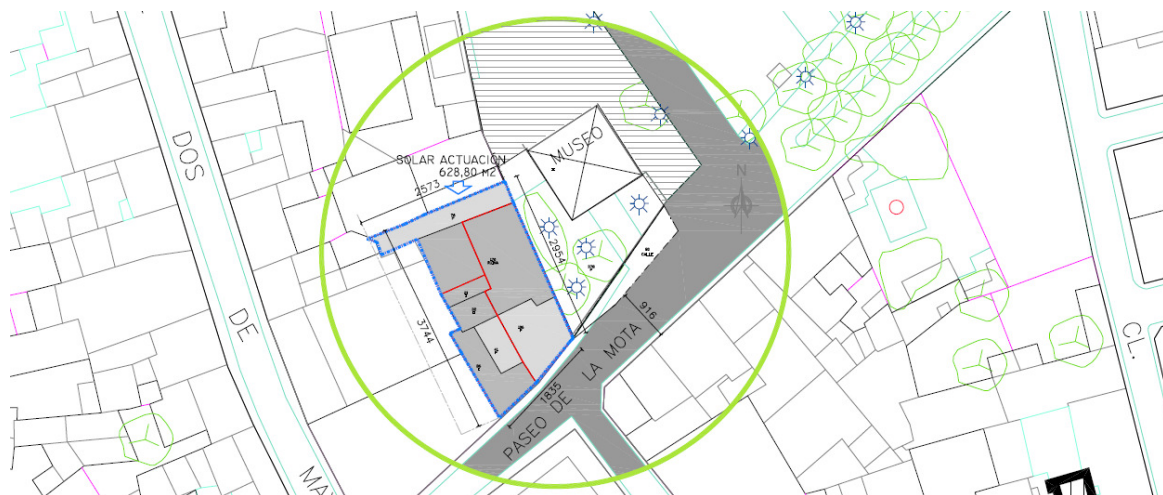 DOS
DE
MA
SOLAR ACTUACIÓN
628,80 M2
2573
MUSEO
2954
3744
N
CALLE
916
1835
PASEO DE LA MOTA
CL.